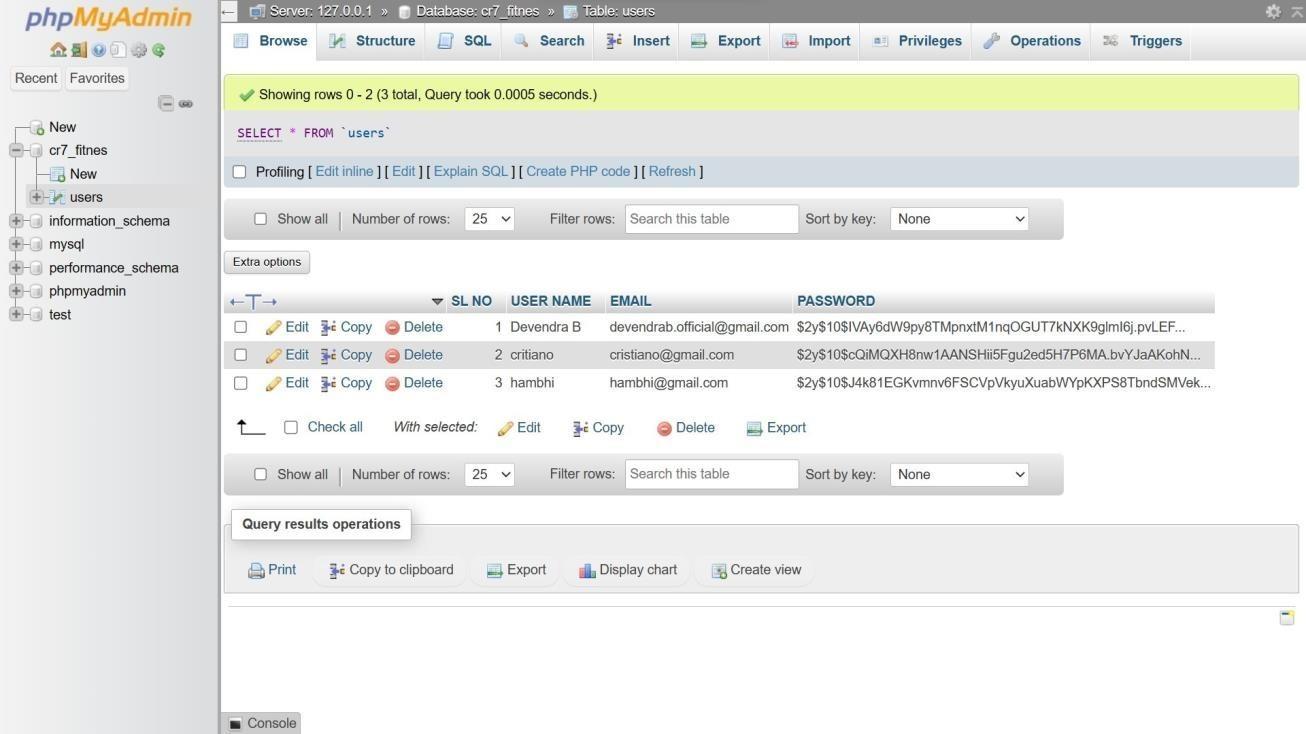 phpMyAdmin
Recent Favorites
New
cr7_fitnes
New
users
information_schema
mysql
performance_schema
phpmyadmin
test
Server: 127.0.0.1 » Database: cr7_fitnes » Table: users
Browse Structure SQL Search Insert Export Import Privileges Operations Triggers
Showing rows 0 - 2 (3 total, Query took 0.0005 seconds.)
SELECT * FROM `users`
Profiling [ Edit inline ] [ Edit ] [ Explain SQL ] [ Create PHP code ] [ Refresh ]
Show all | Number of rows: 25 Filter rows: Search this table Sort by key: None
Extra options
SL NO USER NAME EMAIL PASSWORD
Edit Copy Delete 1 Devendra B devendrab.official@gmail.com $2y$10$IVAy6dW9py8TMpnxtM1nqOGUT7kNXK9glmI6j.pvLEF...
Edit Copy Delete 2 critiano cristiano@gmail.com $2y$10$cQiMQXH8nw1AANSHii5Fgu2ed5H7P6MA.bvYJaAKohN...
Edit Copy Delete 3 hambhi hambhi@gmail.com $2y$10$J4k81EGKvmnv6FSCVpVkyuXuabWYpKXPS8TbndSMVek...
Check all With selected: Edit Copy Delete Export
Show all | Number of rows: 25 Filter rows: Search this table Sort by key: None
Query results operations
Print Copy to clipboard Export Display chart Create view
Console